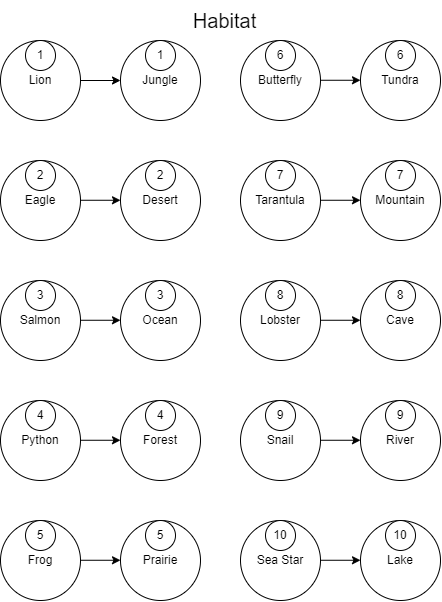 Habitat
1 1 6 6
Lion Jungle Butterfly Tundra
2 2 7 7
Eagle Desert Tarantula Mountain
3 3 8 8
Salmon Ocean Lobster Cave
4 4 9 9
Python Forest Snail River
5 5 10 10
Frog Prairie Sea Star Lake